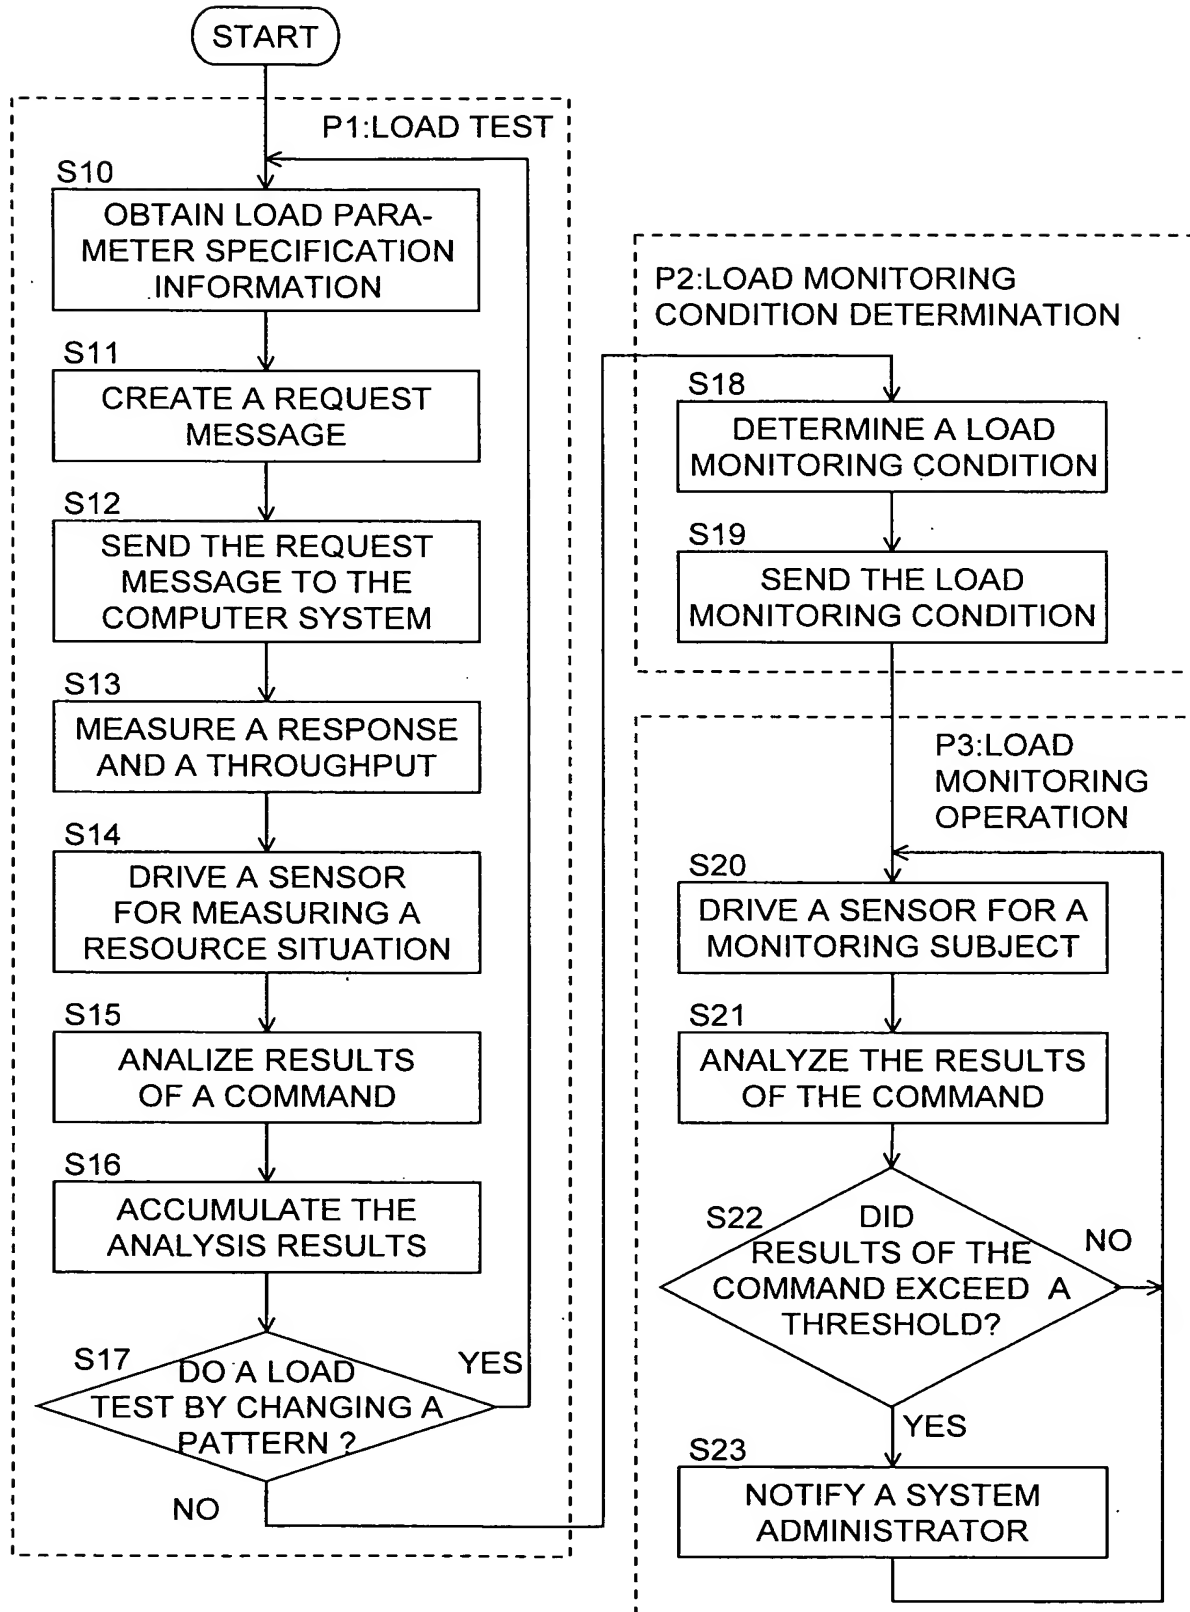 START
P1:LOAD TEST
S10
OBTAIN LOAD PARA-
METER SPECIFICATION
INFORMATION
S11
CREATE A REQUEST
MESSAGE
S12
SEND THE REQUEST
MESSAGE TO THE
COMPUTER SYSTEM
S13
MEASURE A RESPONSE
AND A THROUGHPUT
S14
DRIVE A SENSOR
FOR MEASURING A
RESOURCE SITUATION
S15
ANALIZE RESULTS
OF A COMMAND
S16
ACCUMULATE THE
ANALYSIS RESULTS
S17
DO A LOAD
TEST BY CHANGING A
PATTERN ?
YES
NO
P2:LOAD MONITORING
CONDITION DETERMINATION
S18
DETERMINE A LOAD
MONITORING CONDITION
S19
SEND THE LOAD
MONITORING CONDITION
P3:LOAD
MONITORING
OPERATION
S20
DRIVE A SENSOR FOR A
MONITORING SUBJECT
S21
ANALYZE THE RESULTS
OF THE COMMAND
S22
DID
RESULTS OF THE
COMMAND EXCEED A
THRESHOLD?
NO
YES
S23
NOTIFY A SYSTEM
ADMINISTRATOR